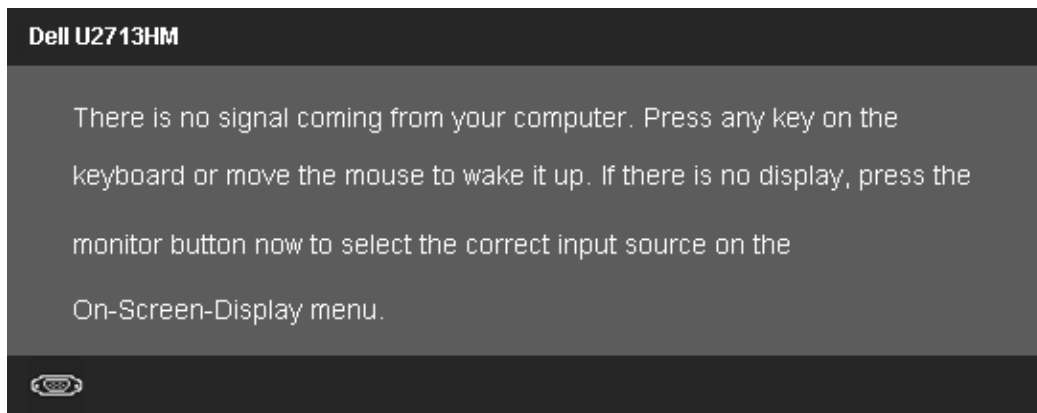 Dell U2713HM
There is no signal coming from your computer. Press any key on the
keyboard or move the mouse to wake it up. If there is no display, press the
monitor button now to select the correct input source on the
On-Screen-Display menu.